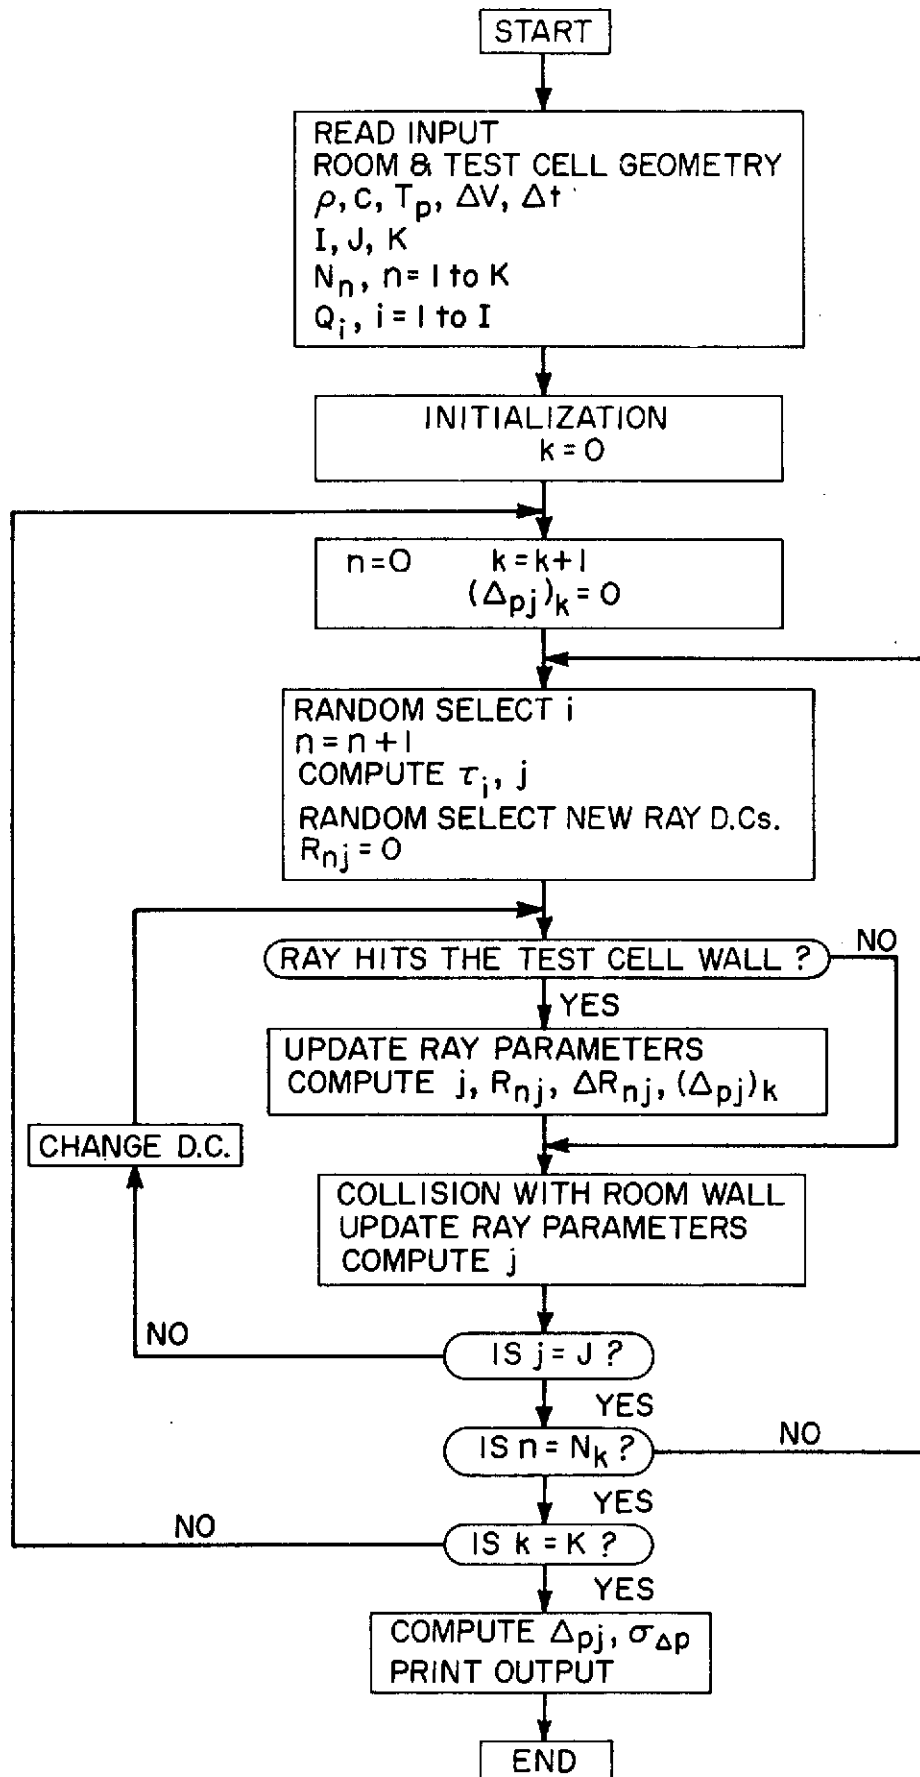 START
READ INPUT
ROOM & TEST CELL GEOMETRY
ρ, c, Tp, ΔV, Δt
I, J, K
Nn, n = 1 to K
Qi, i = 1 to I
INITIALIZATION
k = 0
n=0 k = k+1
(Δpj)k = 0
RANDOM SELECT i
n = n + 1
COMPUTE τi, j
RANDOM SELECT NEW RAY D.Cs.
Rnj = 0
RAY HITS THE TEST CELL WALL ?
NO
YES
UPDATE RAY PARAMETERS
COMPUTE j, Rnj, ΔRnj, (Δpj)k
CHANGE D.C.
COLLISION WITH ROOM WALL
UPDATE RAY PARAMETERS
COMPUTE j
NO
IS j = J ?
YES
IS n = Nk ?
NO
YES
NO
IS k = K ?
YES
COMPUTE Δpj, σΔp
PRINT OUTPUT
END